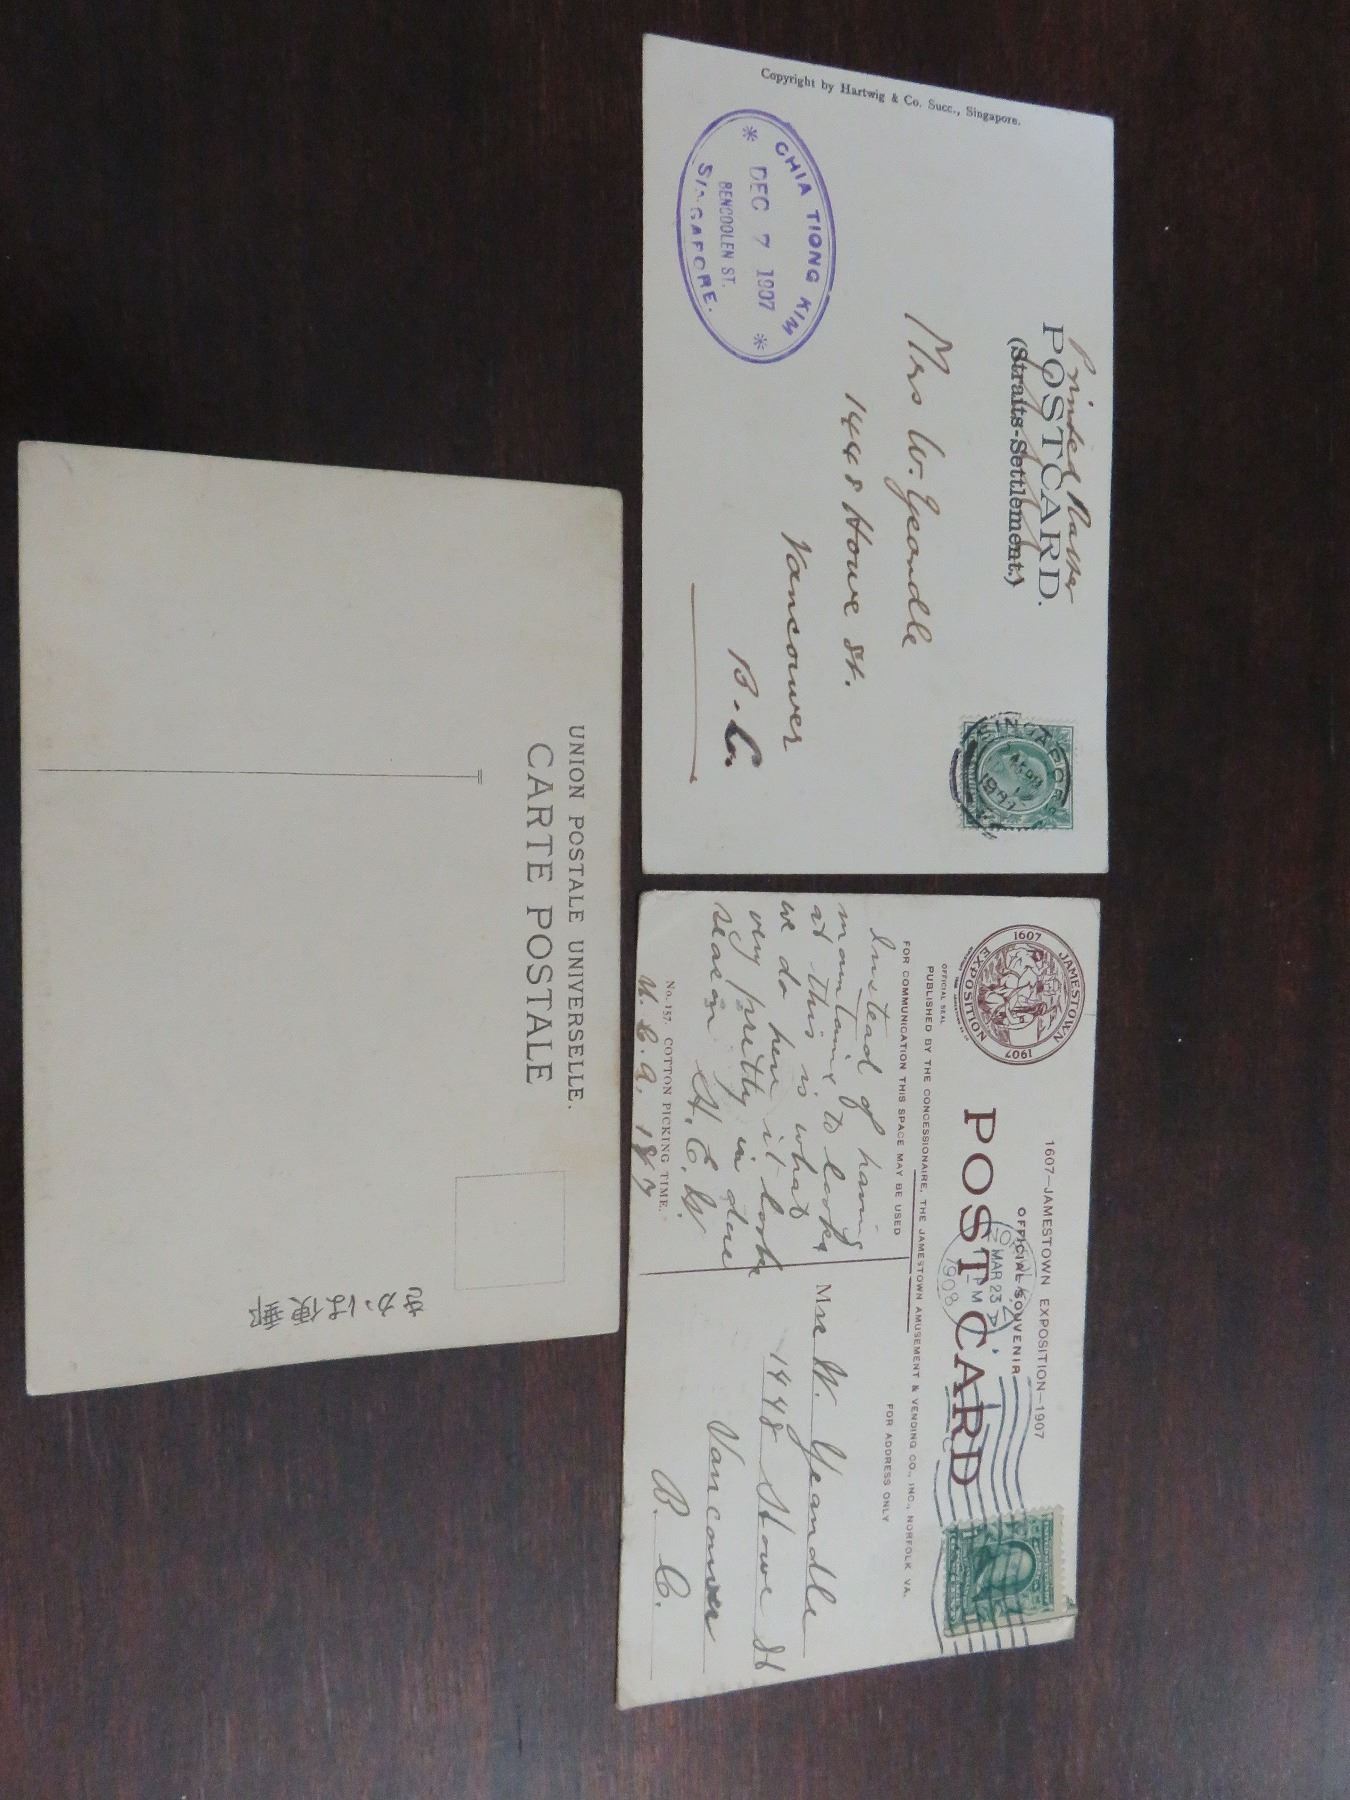 Copyright by Hartwig & Co. Succ., Singapore.
Printed Matter
POSTCARD.
(Straits-Settlement.)
SINGAPORE
CHIA TIONG KIM
* DEC 7 1907 *
BENCOOLEN ST.
SINGAPORE.
Mrs W. Yeandle
1448 Howe St.
Vancouver
B.C.
1607-JAMESTOWN EXPOSITION-1907
OFFICIAL SOUVENIR
POST CARD
JAMESTOWN
EXPOSITION
1607
1907
OFFICIAL SEAL
MAR 23
PM
1908
PUBLISHED BY THE CONCESSIONAIRE, THE JAMESTOWN AMUSEMENT & VENDING CO., INC., NORFOLK VA.
FOR COMMUNICATION THIS SPACE MAY BE USED
FOR ADDRESS ONLY
Instead of having
mountains to look
at this is what
we do here it looks
very pretty in done
season H.E.W.
No. 157. COTTON PICKING TIME.
Mrs W. Yeandle
1448 Howe St
Vancouver
B. C.
UNION POSTALE UNIVERSELLE.
CARTE POSTALE
郵便はかき